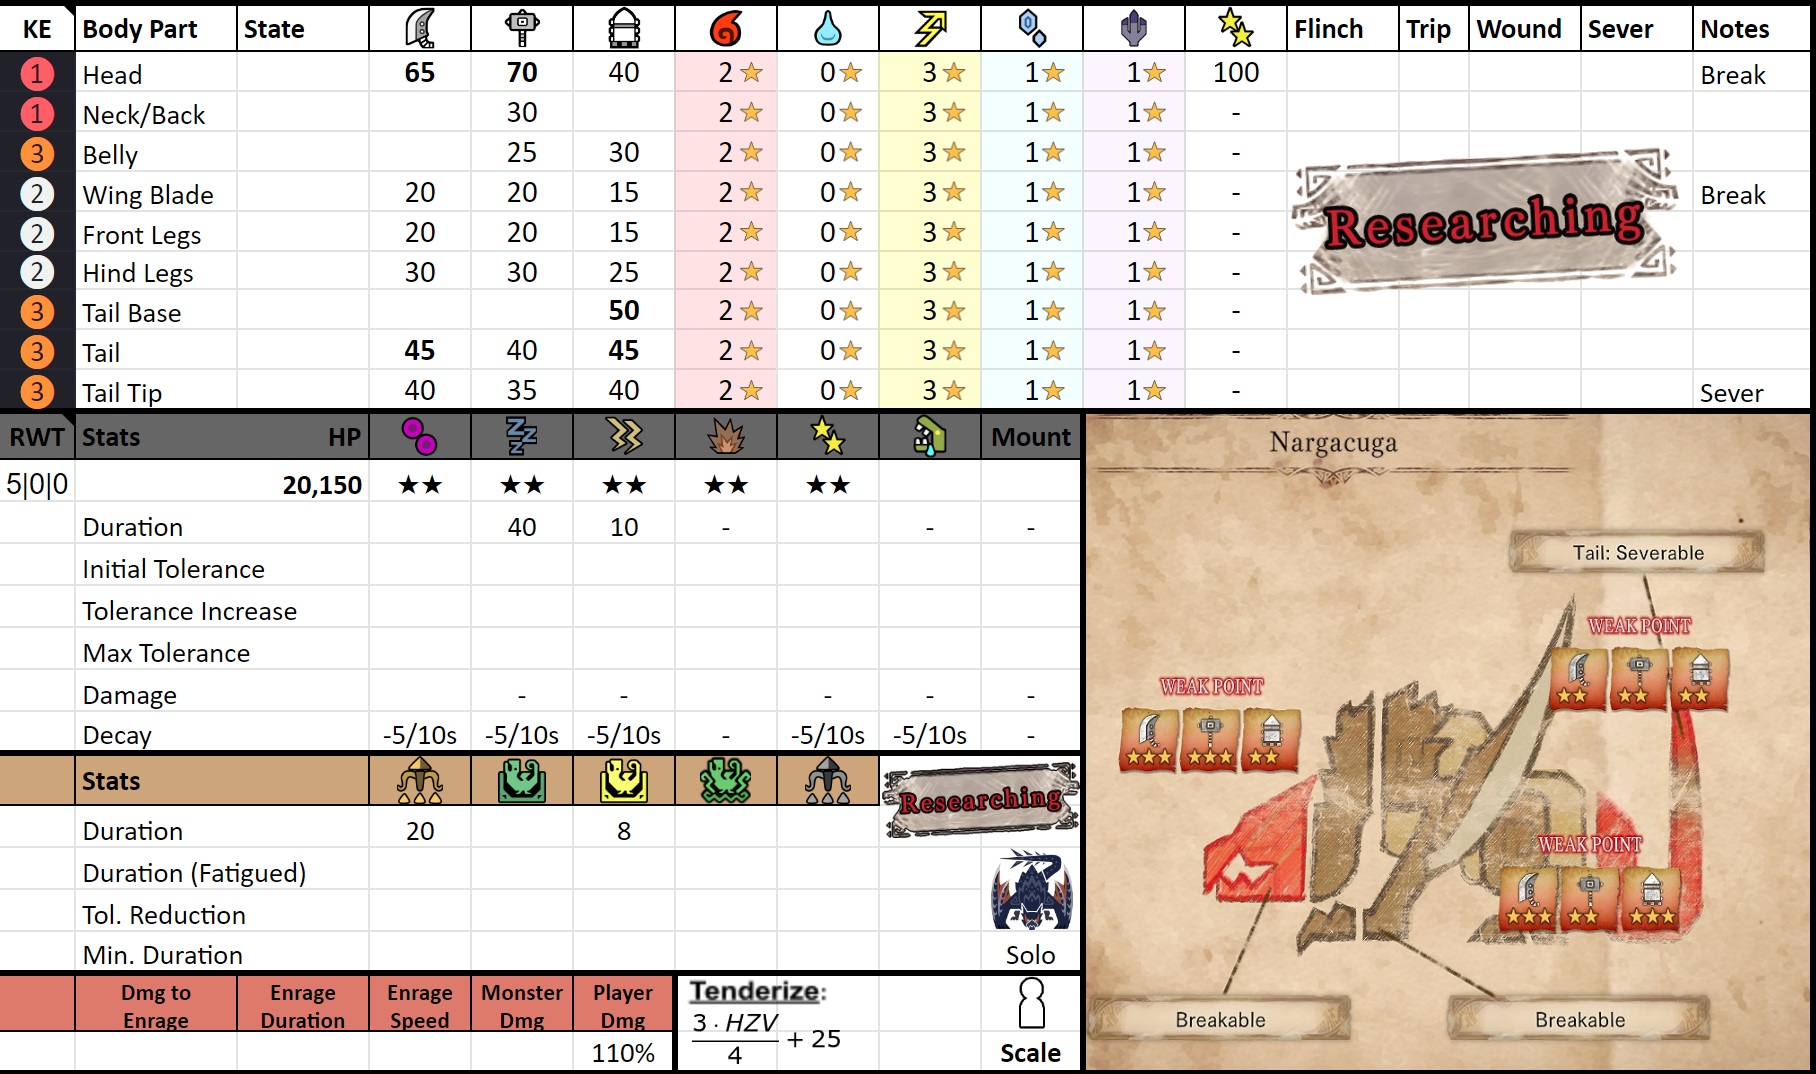 KE Body Part State Flinch Trip Wound Sever Notes
1 Head 65 70 40 2 0 3 1 1 100 Break
1 Neck/Back 30 2 0 3 1 1 -
3 Belly 25 30 2 0 3 1 1 -
2 Wing Blade 20 20 15 2 0 3 1 1 - Break
2 Front Legs 20 20 15 2 0 3 1 1 -
2 Hind Legs 30 30 25 2 0 3 1 1 -
3 Tail Base 50 2 0 3 1 1 -
3 Tail 45 40 45 2 0 3 1 1 -
3 Tail Tip 40 35 40 2 0 3 1 1 - Sever
Researching
RWT Stats HP Mount
5|0|0 20,150 ★★ ★★ ★★ ★★ ★★
Duration 40 10 - - -
Initial Tolerance
Tolerance Increase
Max Tolerance
Damage - - - - -
Decay -5/10s -5/10s -5/10s - -5/10s -5/10s -
Stats
Researching
Duration 20 8
Duration (Fatigued)
Tol. Reduction
Min. Duration Solo
Dmg to Enrage Enrage Monster Player
Enrage Duration Speed Dmg Dmg
110%
Tenderize:
3 · HZV
4
+ 25
Scale
Nargacuga
Tail: Severable
WEAK POINT
WEAK POINT
WEAK POINT
Breakable
Breakable